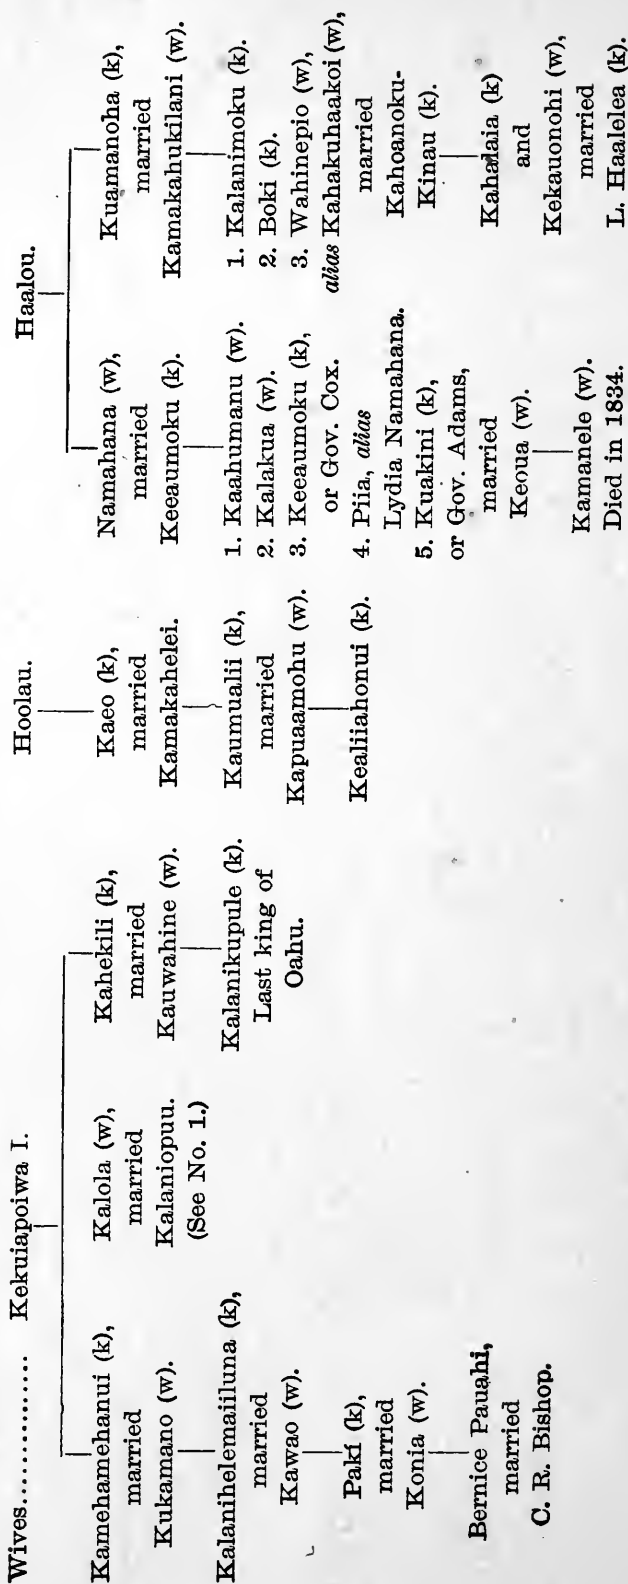 Wives............... Kekuiapoiwa I.
Kamehamehanui (k),
married
Kukamano (w).
Kalanihelemaiiluna (k),
married
Kawao (w).
Paki (k),
married
Konia (w).
Bernice Pauahi,
married
C. R. Bishop.
Kalola (w),
married
Kalaniopuu.
(See No. 1.)
Kahekili (k),
married
Kauwahine (w).
Kalanikupule (k).
Last king of
Oahu.
Hoolau.
Kaeo (k),
married
Kamakahelei.
Kaumualii (k),
married
Kapuaamohu (w).
Kealiiahonui (k).
Haalou.
Namahana (w),
married
Keeaumoku (k).
1. Kaahumanu (w).
2. Kalakua (w).
3. Keeaumoku (k),
or Gov. Cox.
4. Piia, alias
Lydia Namahana.
5. Kuakini (k),
or Gov. Adams,
married
Keoua (w).
Kamanele (w).
Died in 1834.
Kuamanoha (k),
married
Kamakahukilani (w).
1. Kalanimoku (k).
2. Boki (k).
3. Wahinepio (w),
alias Kahakuhaakoi (w),
married
Kahoanoku-
Kinau (k).
Kahalaia (k)
and
Kekauonohi (w),
married
L. Haalelea (k).